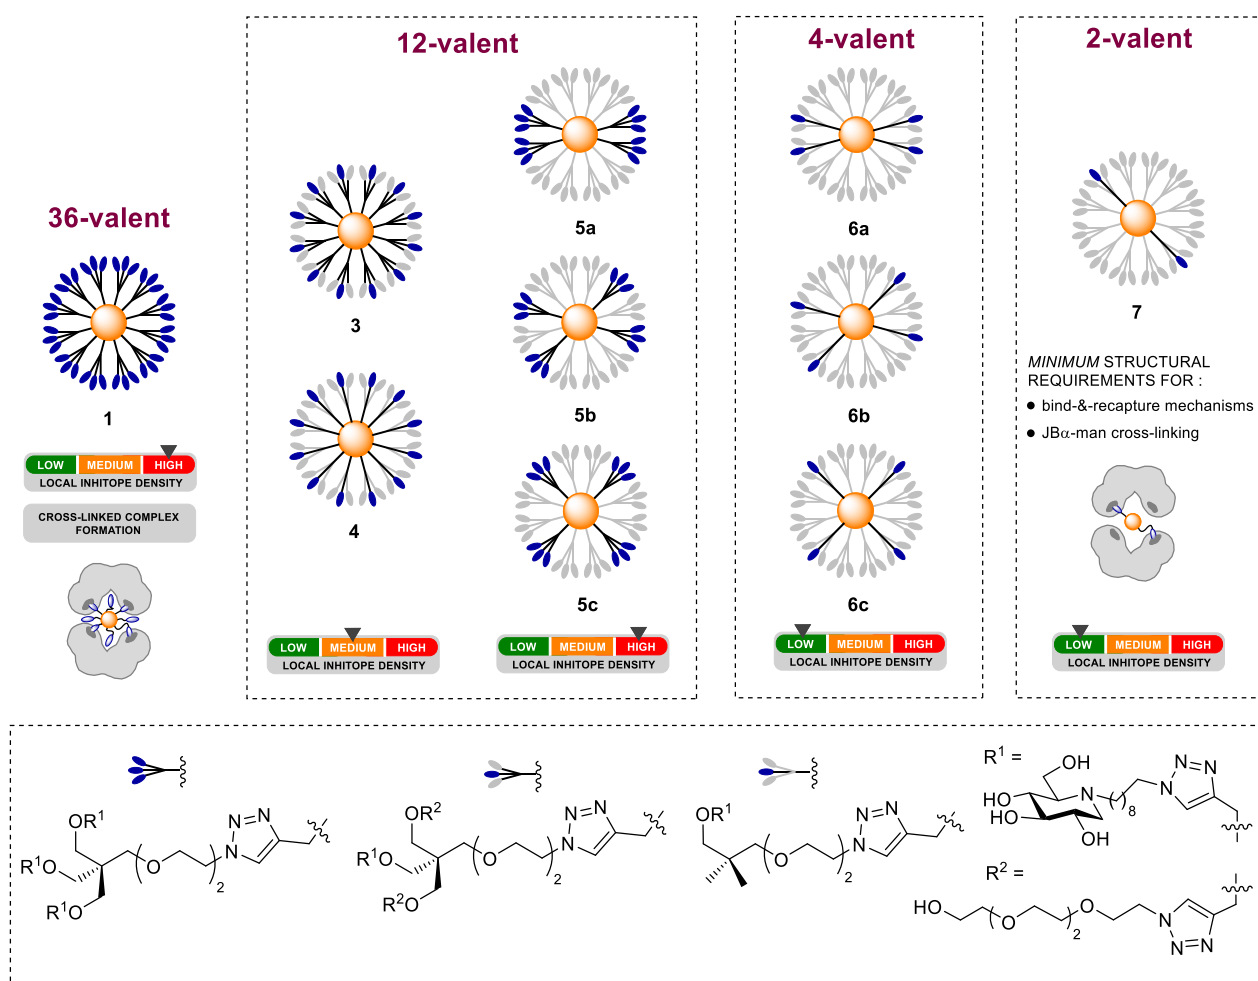 36-valent
1
LOW MEDIUM HIGH
LOCAL INHITOPE DENSITY
CROSS-LINKED COMPLEX
FORMATION
12-valent
3
4
LOW MEDIUM HIGH
LOCAL INHITOPE DENSITY
5a
5b
5c
LOW MEDIUM HIGH
LOCAL INHITOPE DENSITY
4-valent
6a
6b
6c
LOW MEDIUM HIGH
LOCAL INHITOPE DENSITY
2-valent
7
MINIMUM STRUCTURAL
REQUIREMENTS FOR :
● bind-&-recapture mechanisms
● JBα-man cross-linking
LOW MEDIUM HIGH
LOCAL INHITOPE DENSITY
OR¹
R¹O
R¹O
O
2
N N
N
OR²
R¹O
R²O
O
2
N N
N
OR¹
O
2
N N
N
R¹ =
OH
HO
HO
HO
OH
N
8
N N
N
R² =
HO
O
2
O
N
N N